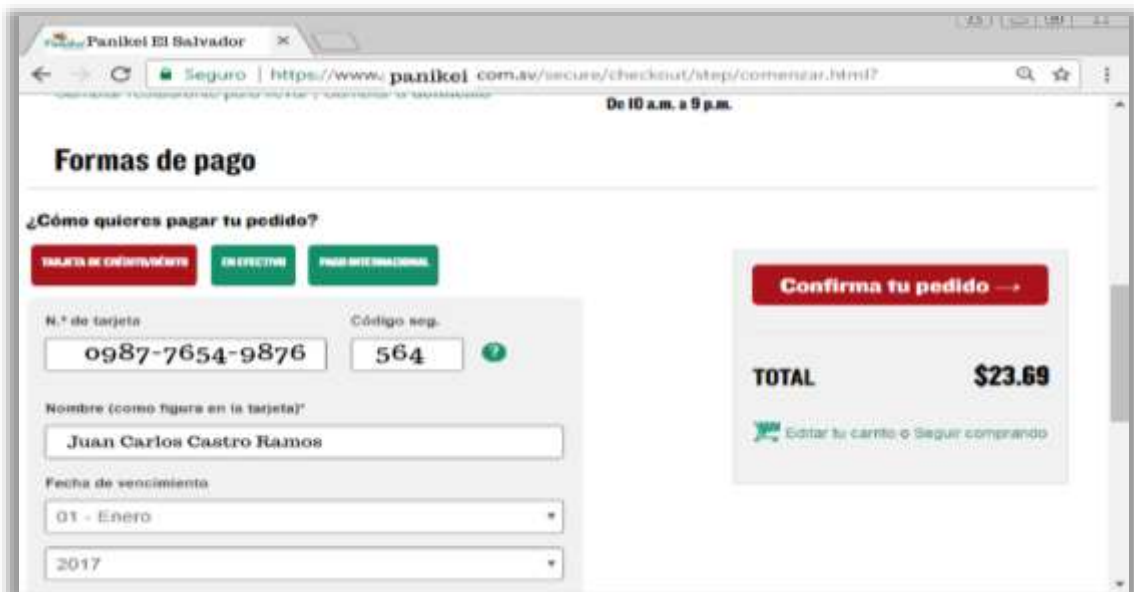 Panikei El Salvador
Seguro | https://www. panikei com.sv/secure/checkout/step/comenzar.html?
De 10 a.m. a 9 p.m.
Formas de pago
¿Cómo quieres pagar tu pedido?
TARJETA DE CRÉDITO/DÉBITO EN EFECTIVO PAGO INTERNACIONAL
Confirma tu pedido →
N.° de tarjeta Código seg.
0987-7654-9876 564 ?
TOTAL $23.69
Nombre (como figura en la tarjeta)*
Juan Carlos Castro Ramos
Editar tu carrito o Seguir comprando
Fecha de vencimiento
01 - Enero
2017